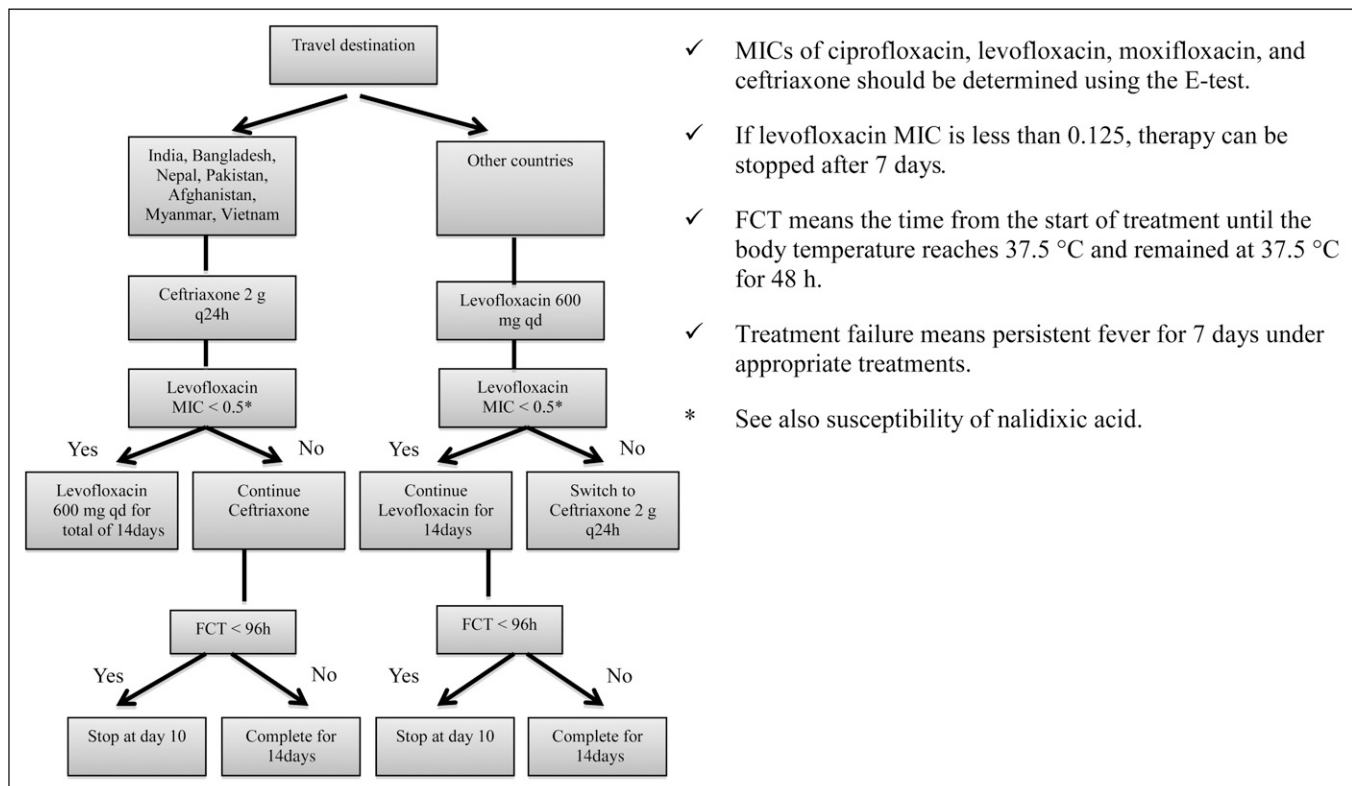 Travel destination
India, Bangladesh,
Nepal, Pakistan,
Afghanistan,
Myanmar, Vietnam
Other countries
Ceftriaxone 2 g
q24h
Levofloxacin 600
mg qd
Levofloxacin
MIC < 0.5*
Levofloxacin
MIC < 0.5*
Yes
No
Yes
No
Levofloxacin
600 mg qd for
total of 14days
Continue
Ceftriaxone
Continue
Levofloxacin for
14days
Switch to
Ceftriaxone 2 g
q24h
FCT < 96h
FCT < 96h
Yes
No
Yes
No
Stop at day 10
Complete for
14days
Stop at day 10
Complete for
14days
✓ MICs of ciprofloxacin, levofloxacin, moxifloxacin, and
ceftriaxone should be determined using the E-test.
✓ If levofloxacin MIC is less than 0.125, therapy can be
stopped after 7 days.
✓ FCT means the time from the start of treatment until the
body temperature reaches 37.5 °C and remained at 37.5 °C
for 48 h.
✓ Treatment failure means persistent fever for 7 days under
appropriate treatments.
* See also susceptibility of nalidixic acid.